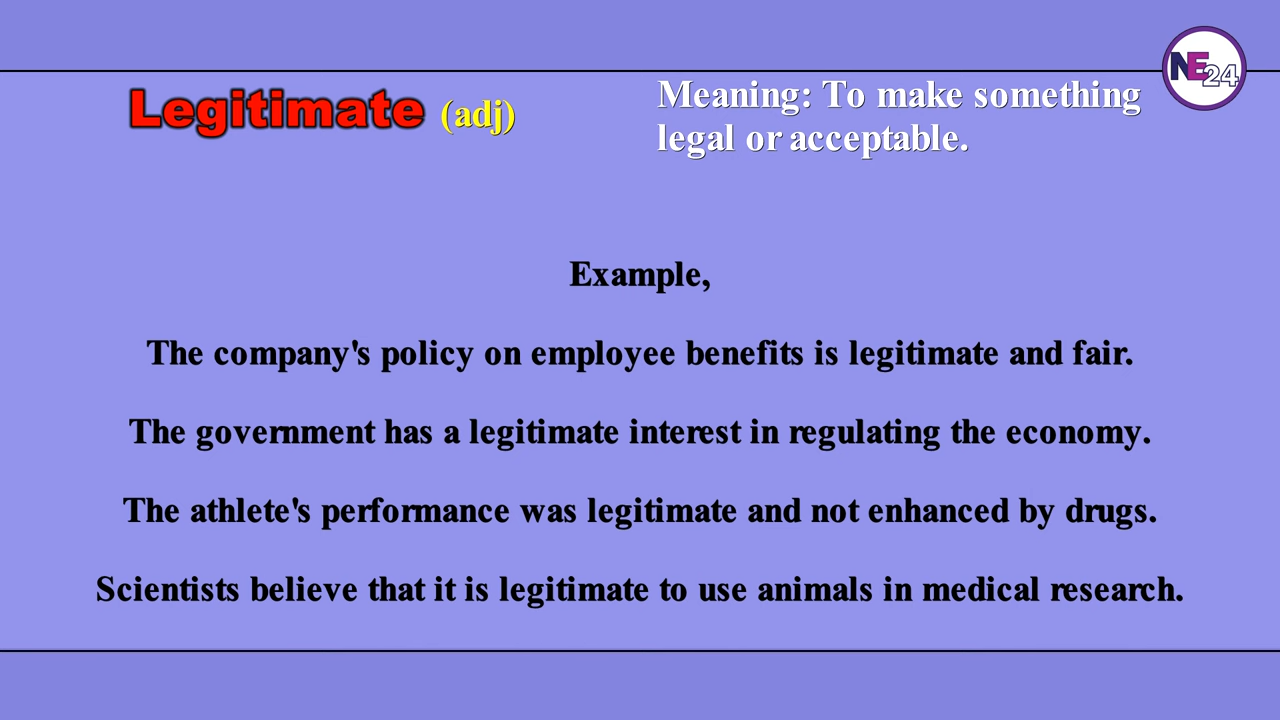 NE24
Legitimate (adj)
Meaning: To make something
legal or acceptable.
Example,
The company's policy on employee benefits is legitimate and fair.
The government has a legitimate interest in regulating the economy.
The athlete's performance was legitimate and not enhanced by drugs.
Scientists believe that it is legitimate to use animals in medical research.